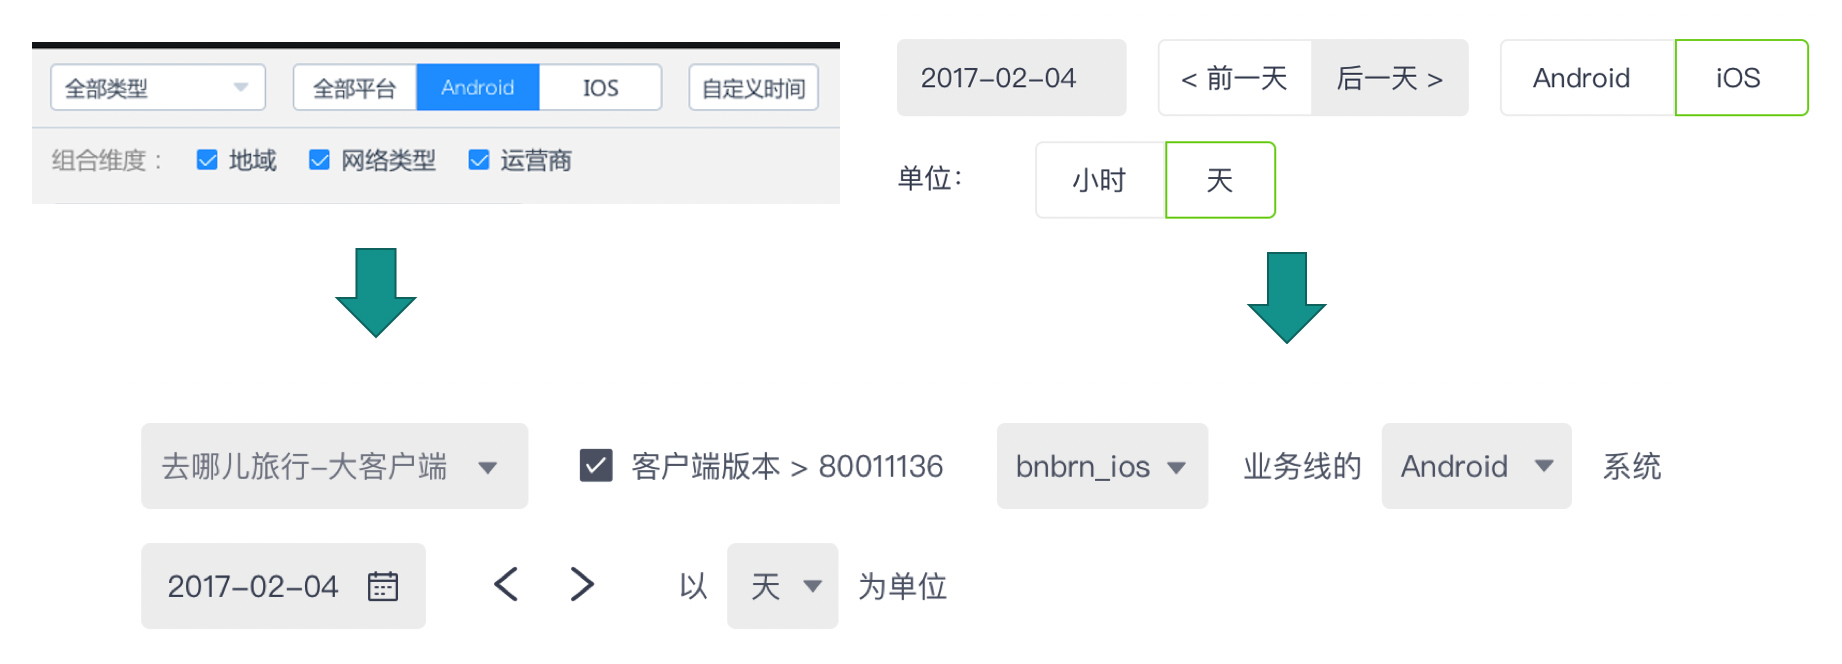 全部类型 全部平台 Android IOS 自定义时间
组合维度： 地域 网络类型 运营商
2017-02-04 < 前一天 后一天 > Android iOS
单位： 小时 天
去哪儿旅行-大客户端 客户端版本 > 80011136 bnbrn_ios 业务线的 Android 系统
2017-02-04 < > 以 天 为单位